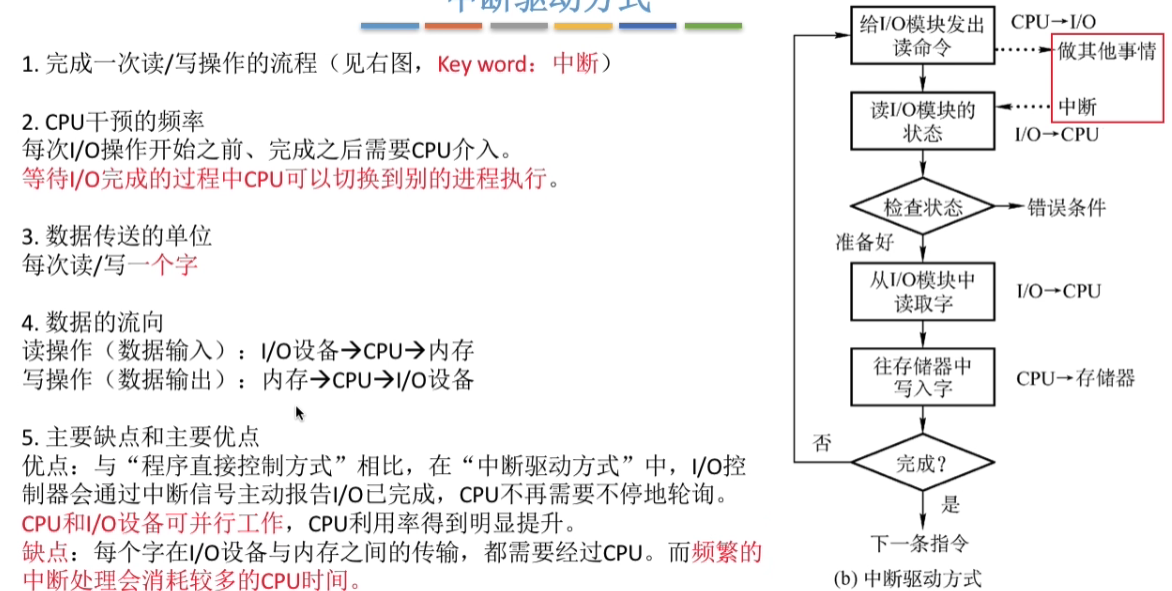 中断驱动方式
1. 完成一次读/写操作的流程（见右图，Key word：中断）
2. CPU干预的频率
每次I/O操作开始之前、完成之后需要CPU介入。
等待I/O完成的过程中CPU可以切换到别的进程执行。
3. 数据传送的单位
每次读/写一个字
4. 数据的流向
读操作（数据输入）：I/O设备→CPU→内存
写操作（数据输出）：内存→CPU→I/O设备
5. 主要缺点和主要优点
优点：与“程序直接控制方式”相比，在“中断驱动方式”中，I/O控
制器会通过中断信号主动报告I/O已完成，CPU不再需要不停地轮询。
CPU和I/O设备可并行工作，CPU利用率得到明显提升。
缺点：每个字在I/O设备与内存之间的传输，都需要经过CPU。而频繁的
中断处理会消耗较多的CPU时间。
给I/O模块发出
读命令
CPU→I/O
做其他事情
读I/O模块的
状态
中断
I/O→CPU
检查状态
错误条件
准备好
从I/O模块中
读取字
I/O→CPU
往存储器中
写入字
CPU→存储器
否
完成?
是
下一条指令
(b) 中断驱动方式